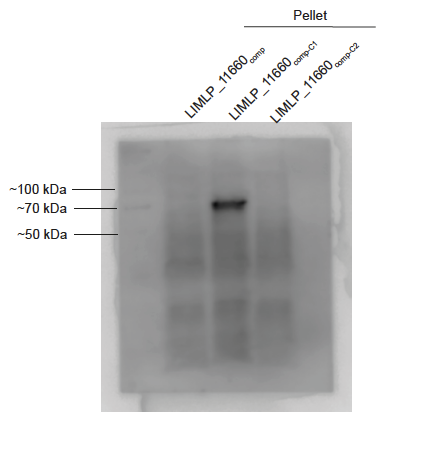 Pellet
LIMLP_11660comp
LIMLP_11660comp-C1
LIMLP_11660comp-C2
~100 kDa
~70 kDa
~50 kDa